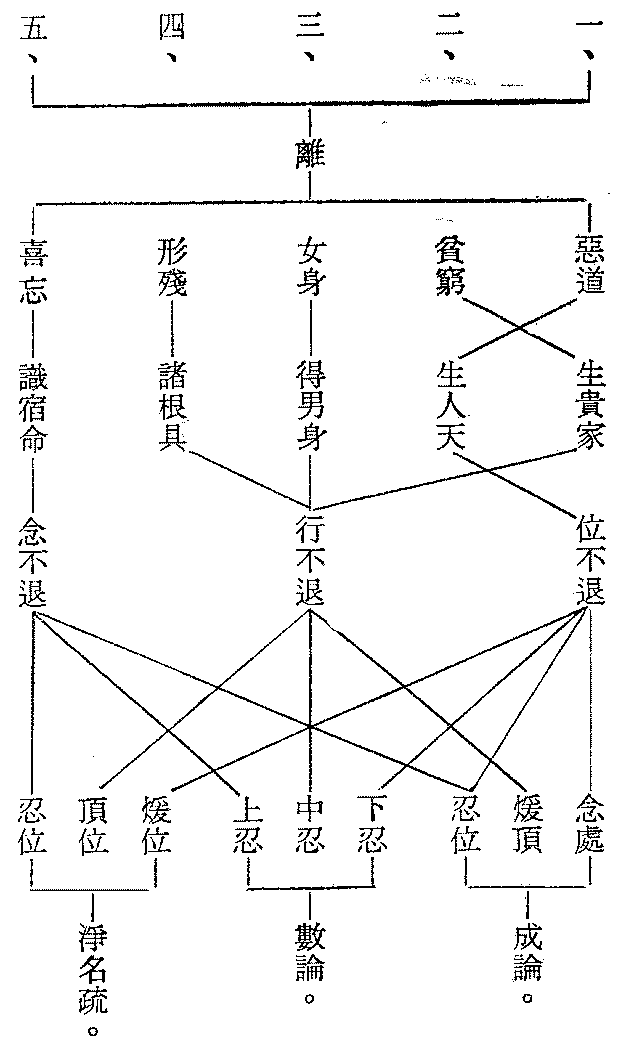 一、
二、
三、
四、
五、
離
惡道
貧窮
女身
形殘
喜忘
生貴家
生人天
得男身
諸根具
識宿命
位不退
行不退
念不退
念處
煖頂
忍位
下忍
中忍
上忍
煖位
頂位
忍位
成論。
數論。
淨名疏。